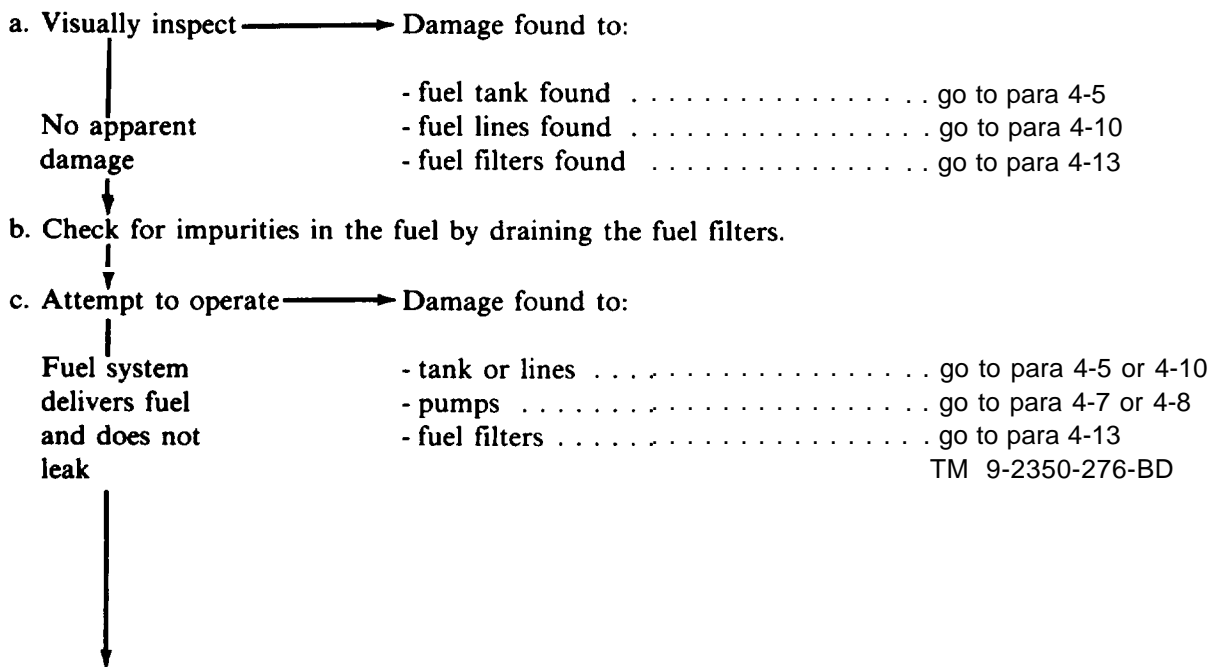 a. Visually inspect Damage found to:
- fuel tank found . . . . . . . . . . . . . . . . . go to para 4-5
No apparent - fuel lines found . . . . . . . . . . . . . . . . . go to para 4-10
damage - fuel filters found . . . . . . . . . . . . . . . . go to para 4-13
b. Check for impurities in the fuel by draining the fuel filters.
c. Attempt to operate Damage found to:
Fuel system - tank or lines . . . . . . . . . . . . . . . . . . . go to para 4-5 or 4-10
delivers fuel - pumps . . . . . . . . . . . . . . . . . . . . . . . go to para 4-7 or 4-8
and does not - fuel filters . . . . . . . . . . . . . . . . . . . . . go to para 4-13
leak TM 9-2350-276-BD